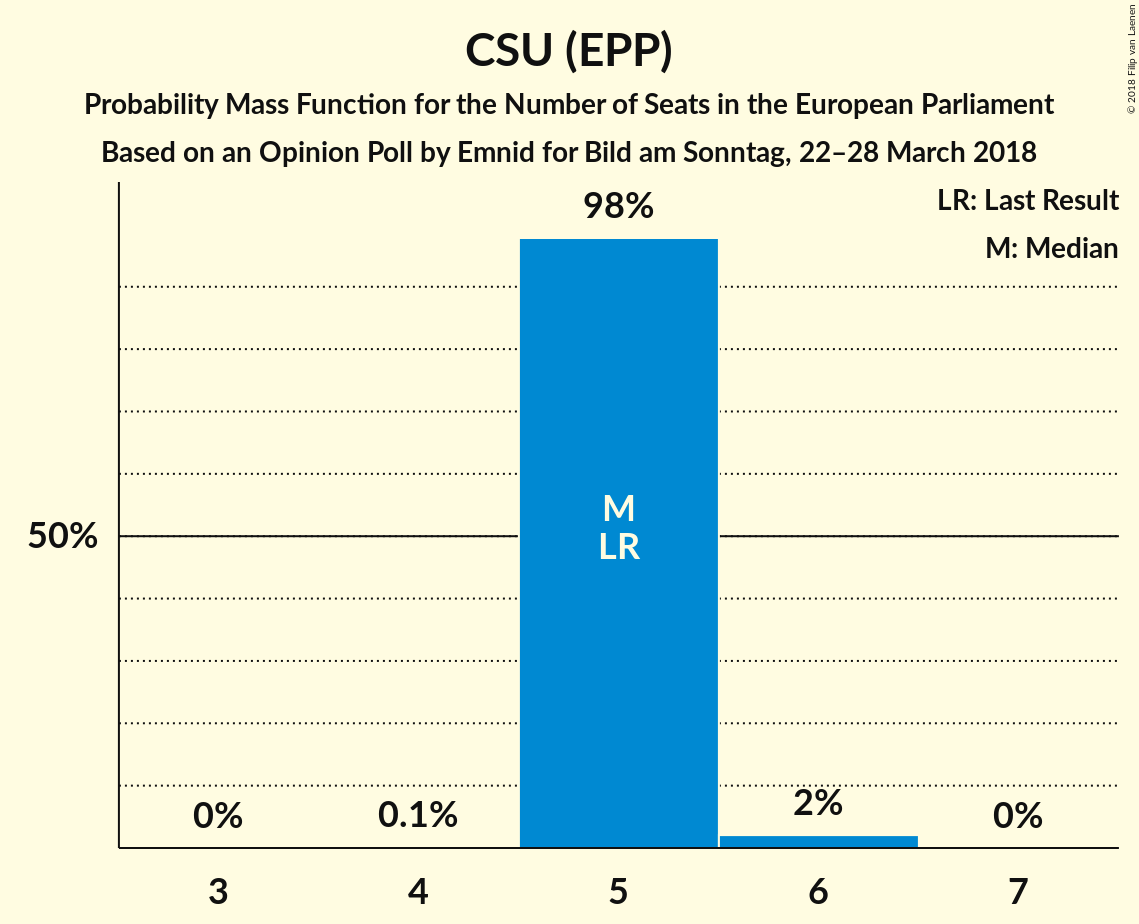 CSU (EPP)
Probability Mass Function for the Number of Seats in the European Parliament
Based on an Opinion Poll by Emnid for Bild am Sonntag, 22–28 March 2018
© 2018 Filip van Laenen
LR: Last Result
M: Median
98%
50%
M
LR
0%
0.1%
2%
0%
3
4
5
6
7